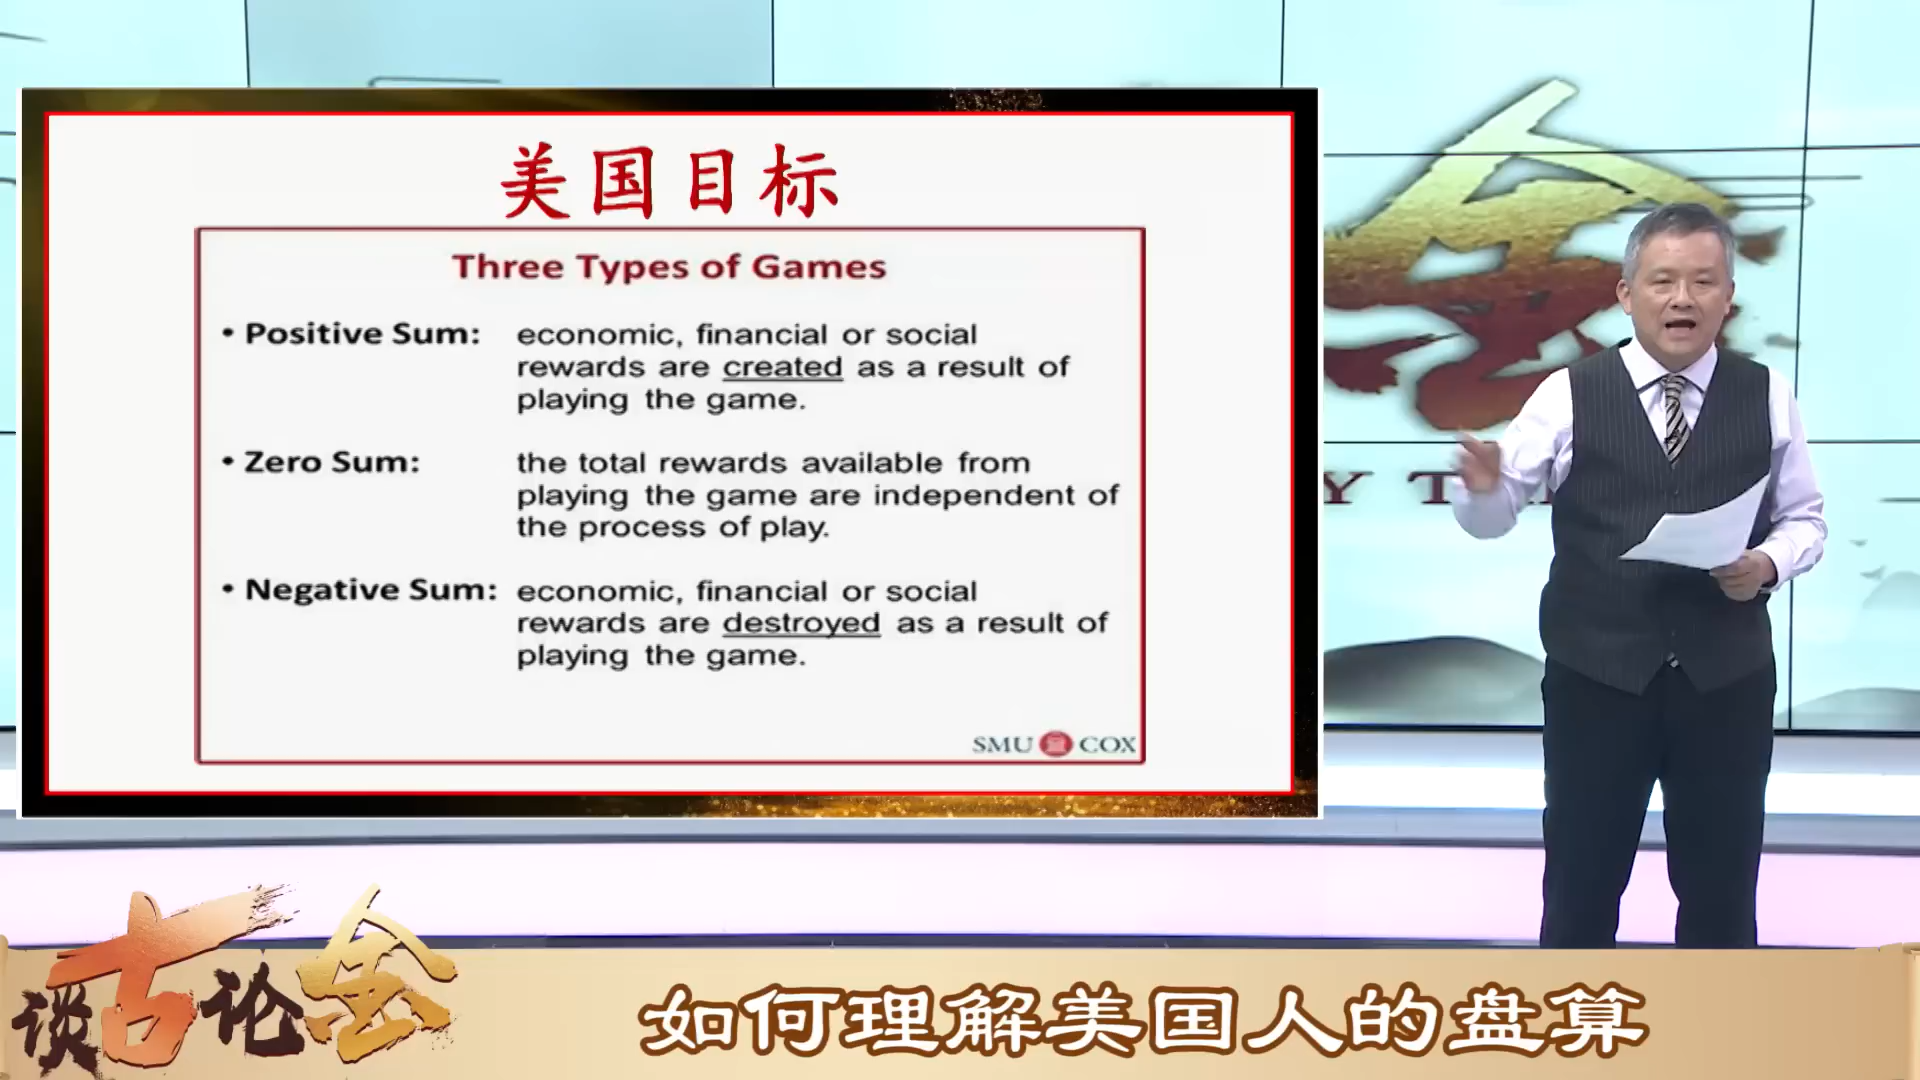 美国目标
Three Types of Games
• Positive Sum: economic, financial or social
rewards are created as a result of
playing the game.
• Zero Sum: the total rewards available from
playing the game are independent of
the process of play.
• Negative Sum: economic, financial or social
rewards are destroyed as a result of
playing the game.
SMU COX
金
Y T
谈古论金
如何理解美国人的盘算